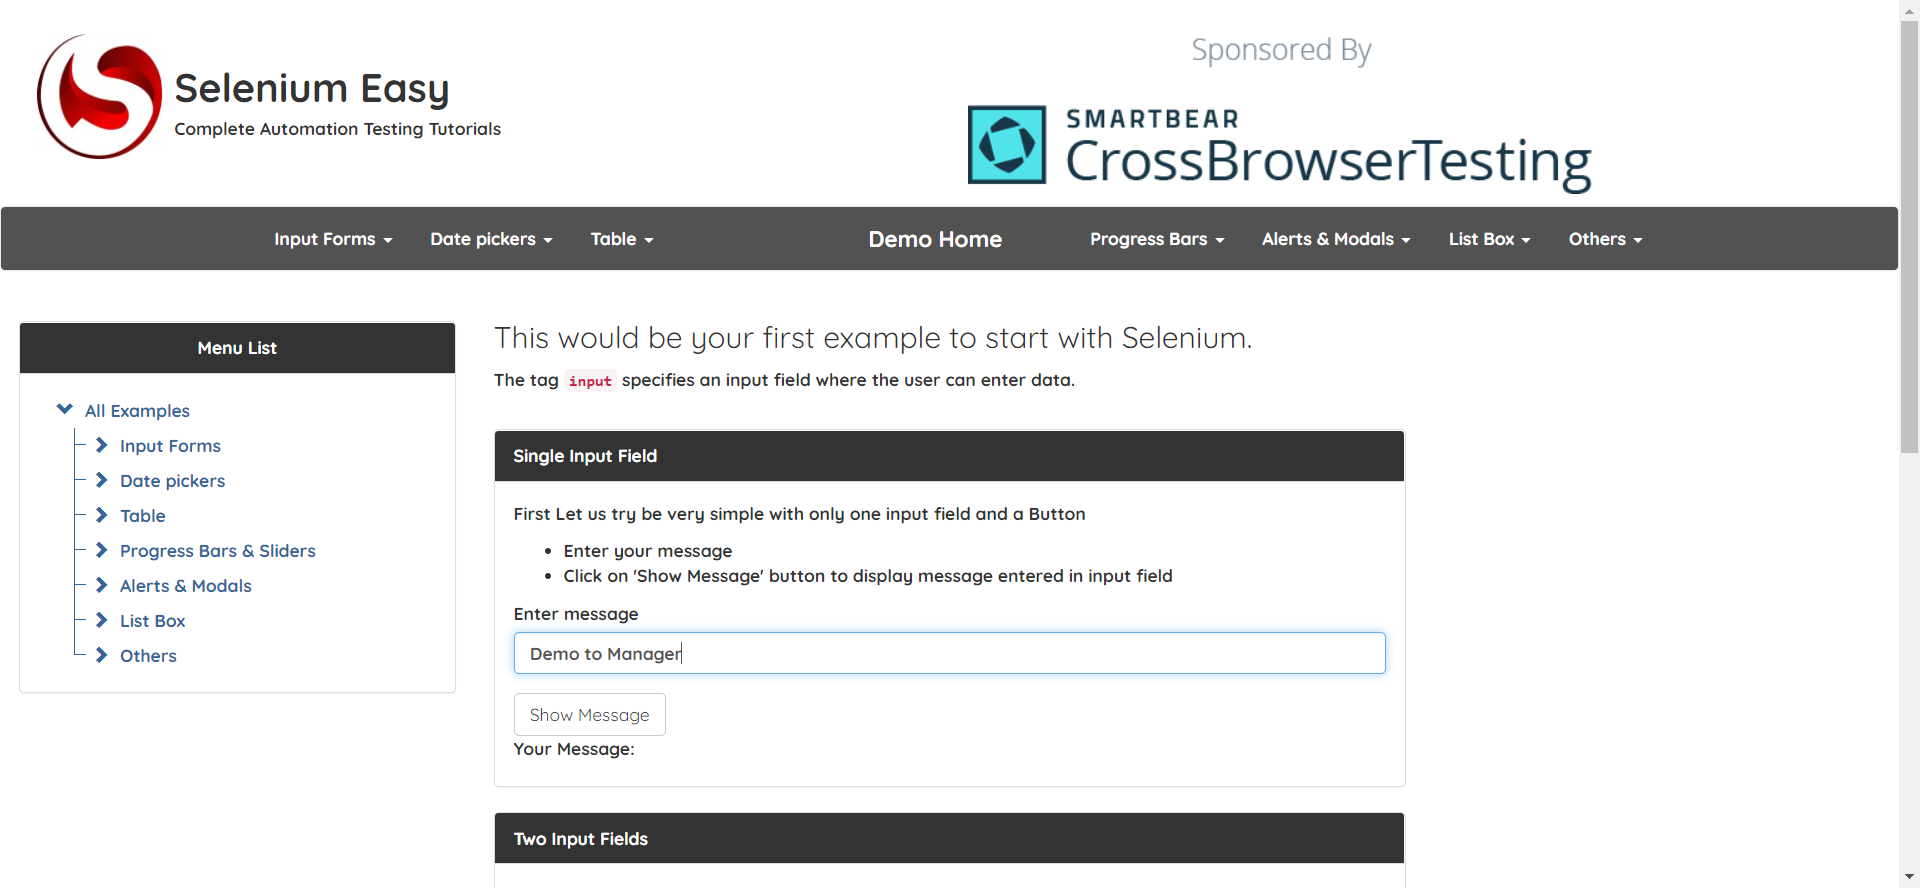 Selenium Easy
Complete Automation Testing Tutorials
Sponsored By
SMARTBEAR
CrossBrowserTesting
Input Forms Date pickers Table Demo Home Progress Bars Alerts & Modals List Box Others
Menu List
All Examples
Input Forms
Date pickers
Table
Progress Bars & Sliders
Alerts & Modals
List Box
Others
This would be your first example to start with Selenium.
The tag input specifies an input field where the user can enter data.
Single Input Field
First Let us try be very simple with only one input field and a Button
• Enter your message
• Click on 'Show Message' button to display message entered in input field
Enter message
Demo to Manager
Show Message
Your Message:
Two Input Fields